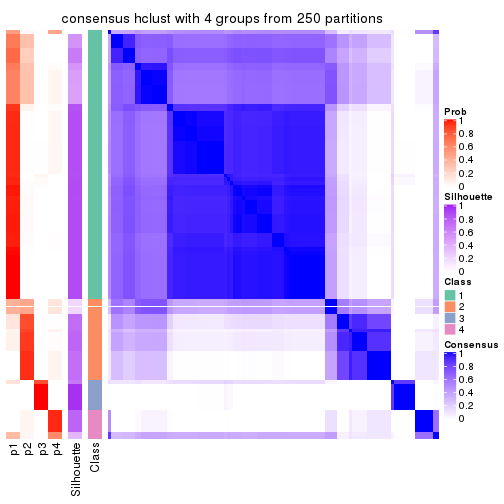 consensus hclust with 4 groups from 250 partitions
Prob
1
0.8
0.6
0.4
0.2
0
Silhouette
1
0.8
0.6
0.4
0.2
0
Class
1
2
3
4
Consensus
1
0.8
0.6
0.4
0.2
0
p1
p2
p3
p4
Silhouette
Class